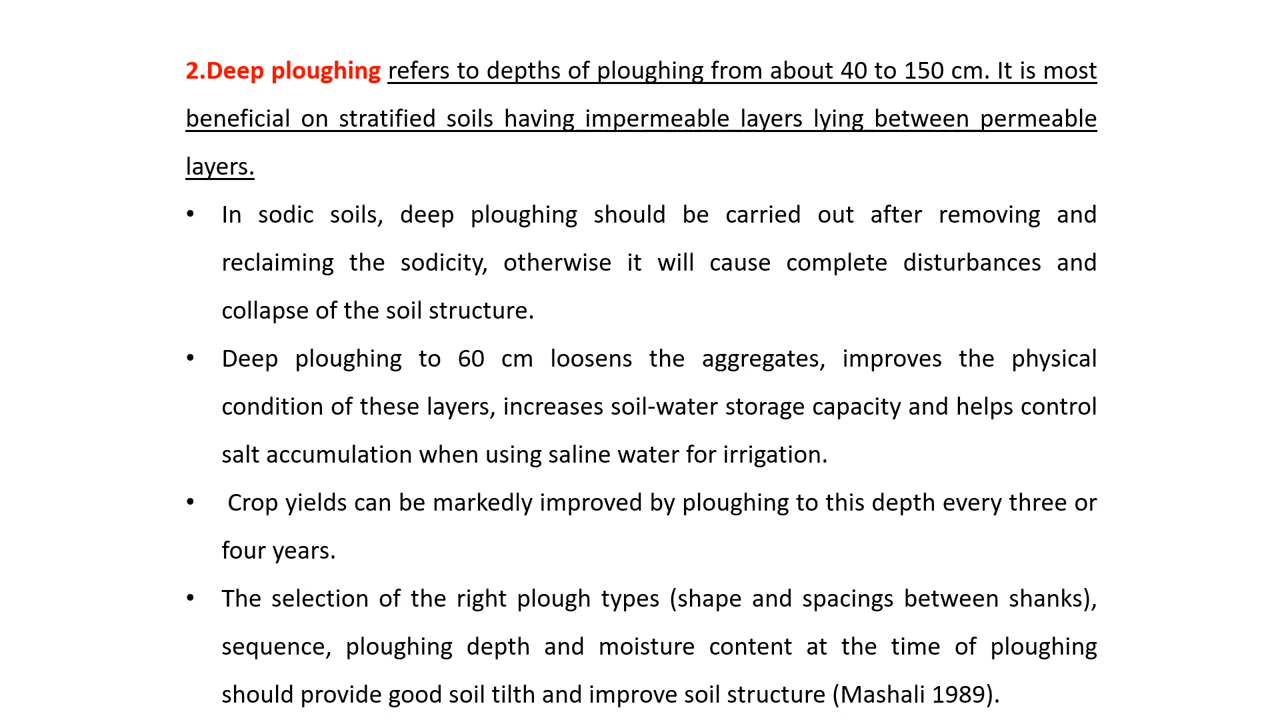 2.Deep ploughing refers to depths of ploughing from about 40 to 150 cm. It is most
beneficial on stratified soils having impermeable layers lying between permeable
layers.
• In sodic soils, deep ploughing should be carried out after removing and
reclaiming the sodicity, otherwise it will cause complete disturbances and
collapse of the soil structure.
• Deep ploughing to 60 cm loosens the aggregates, improves the physical
condition of these layers, increases soil-water storage capacity and helps control
salt accumulation when using saline water for irrigation.
• Crop yields can be markedly improved by ploughing to this depth every three or
four years.
• The selection of the right plough types (shape and spacings between shanks),
sequence, ploughing depth and moisture content at the time of ploughing
should provide good soil tilth and improve soil structure (Mashali 1989).